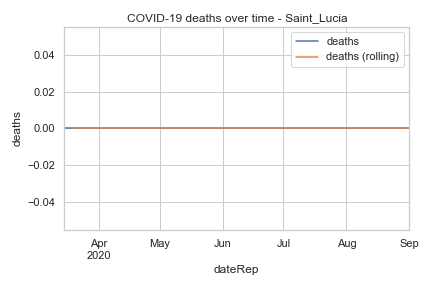 COVID-19 deaths over time - Saint_Lucia
deaths
deaths (rolling)
0.04
0.02
0.00
−0.02
−0.04
deaths
Apr
2020
May
Jun
Jul
Aug
Sep
dateRep